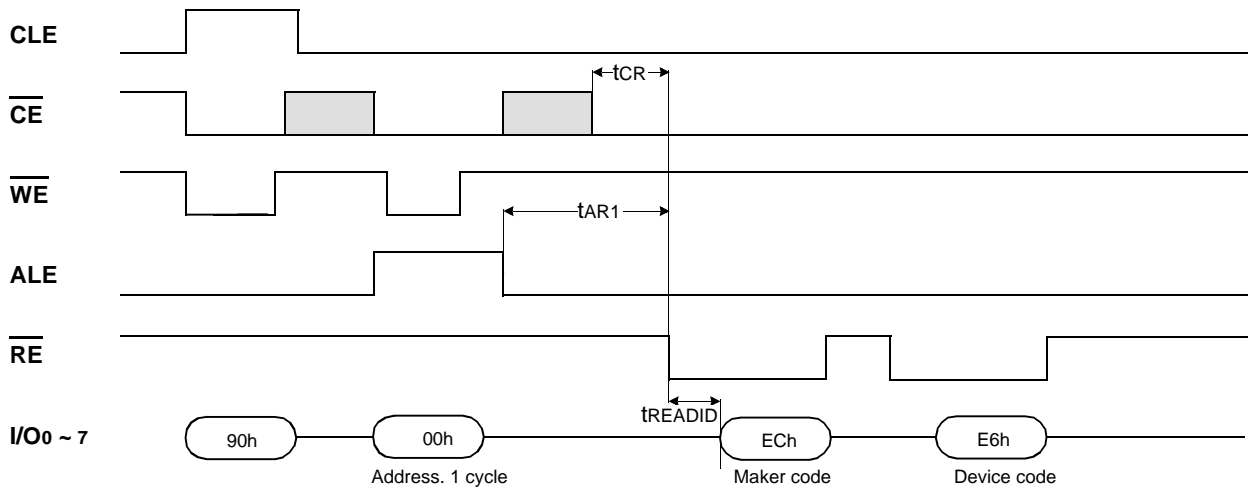 CLE
tCR
CE
WE
tAR1
ALE
RE
tREADID
I/O0 ~ 7
90h
00h
ECh
E6h
Address. 1 cycle
Maker code
Device code